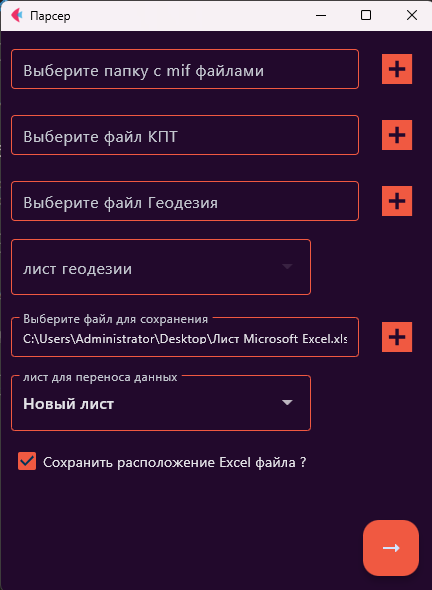 Парсер
Выберите папку с mif файлами
Выберите файл КПТ
Выберите файл Геодезия
лист геодезии
Выберите файл для сохранения
C:\Users\Administrator\Desktop\Лист Microsoft Excel.xls
лист для переноса данных
Новый лист
Сохранить расположение Excel файла ?